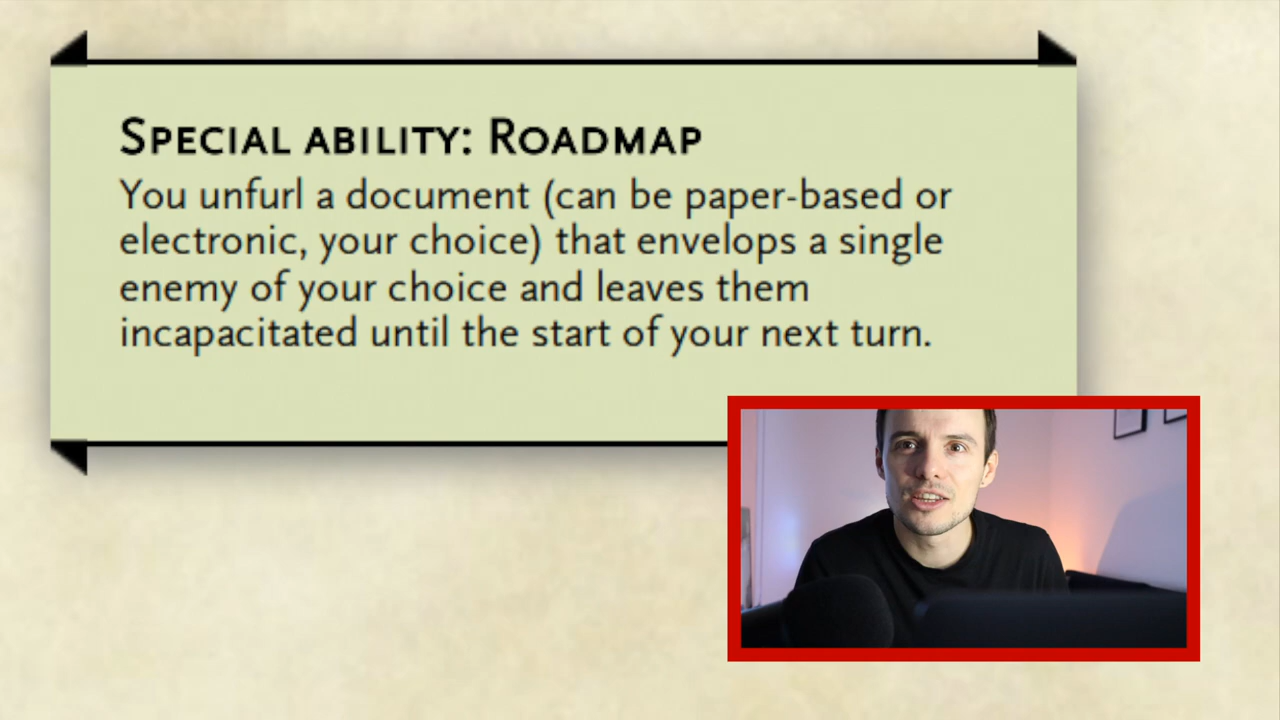 Special ability: Roadmap
You unfurl a document (can be paper-based or
electronic, your choice) that envelops a single
enemy of your choice and leaves them
incapacitated until the start of your next turn.